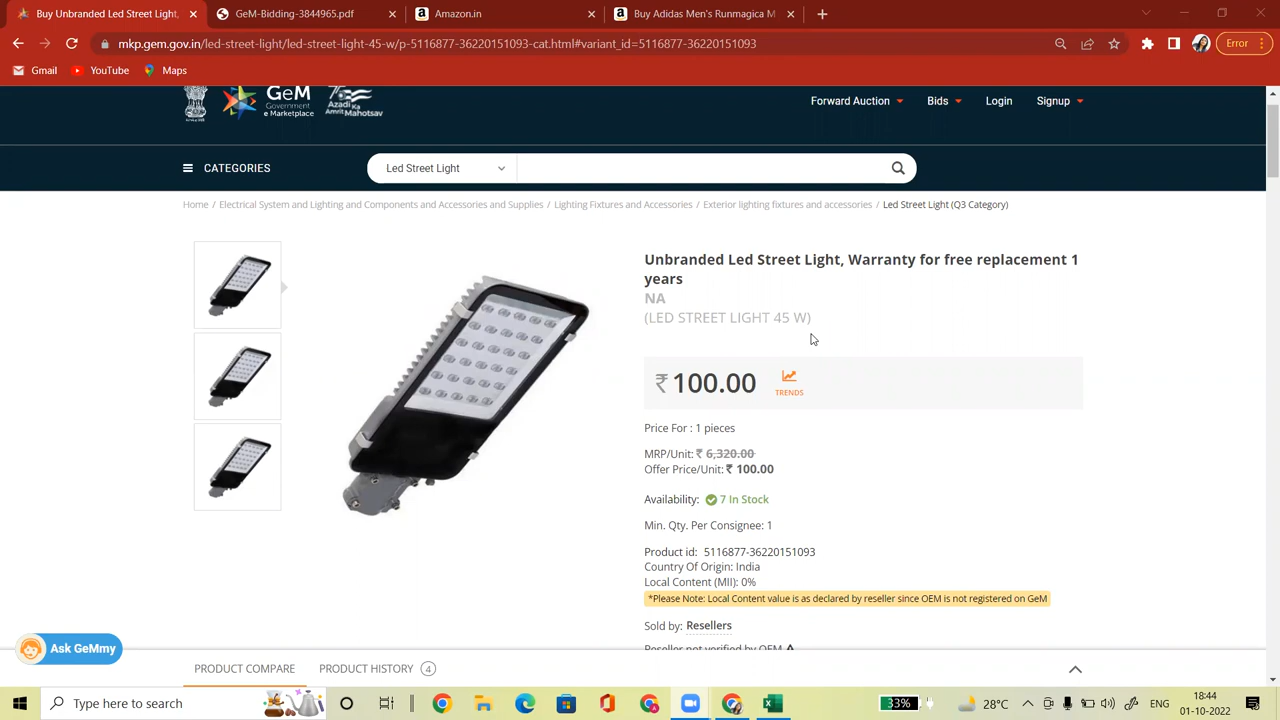 Buy Unbranded Led Street Light,
GeM-Bidding-3844965.pdf
Amazon.in
Buy Adidas Men's Runmagica M
mkp.gem.gov.in/led-street-light/led-street-light-45-w/p-5116877-36220151093-cat.html#variant_id=5116877-36220151093
Error
Gmail
YouTube
Maps
GeM
Government
e Marketplace
Azadi Ka
Amrit Mahotsav
Forward Auction
Bids
Login
Signup
CATEGORIES
Led Street Light
Home / Electrical System and Lighting and Components and Accessories and Supplies / Lighting Fixtures and Accessories / Exterior lighting fixtures and accessories / Led Street Light (Q3 Category)
Unbranded Led Street Light, Warranty for free replacement 1
years
NA
(LED STREET LIGHT 45 W)
₹ 100.00
TRENDS
Price For : 1 pieces
MRP/Unit: ₹ 6,320.00
Offer Price/Unit: ₹ 100.00
Availability: 7 In Stock
Min. Qty. Per Consignee: 1
Product id: 5116877-36220151093
Country Of Origin: India
Local Content (MII): 0%
*Please Note: Local Content value is as declared by reseller since OEM is not registered on GeM
Sold by: Resellers
Reseller not verified by OEM
Ask GeMmy
PRODUCT COMPARE
PRODUCT HISTORY 4
Type here to search
33%
28°C
ENG
18:44
01-10-2022